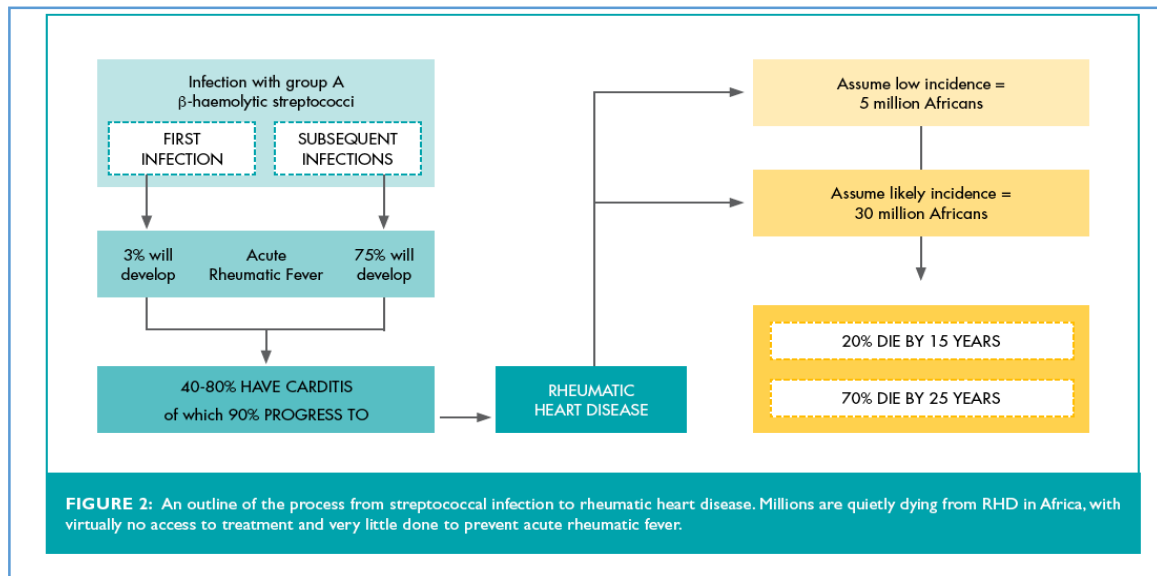 Infection with group A
β-haemolytic streptococci
FIRST
INFECTION
SUBSEQUENT
INFECTIONS
3% will
develop
Acute
Rheumatic Fever
75% will
develop
40-80% HAVE CARDITIS
of which 90% PROGRESS TO
RHEUMATIC
HEART DISEASE
Assume low incidence =
5 million Africans
Assume likely incidence =
30 million Africans
20% DIE BY 15 YEARS
70% DIE BY 25 YEARS
FIGURE 2: An outline of the process from streptococcal infection to rheumatic heart disease. Millions are quietly dying from RHD in Africa, with
virtually no access to treatment and very little done to prevent acute rheumatic fever.